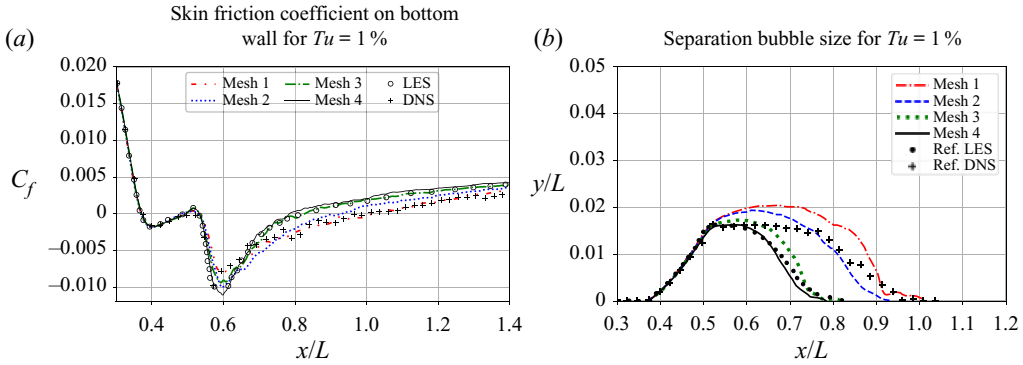 Skin friction coefficient on bottom
wall for Tu = 1 %
(a)
0.020
0.015
0.010
0.005
0
−0.005
−0.010
C_f
Mesh 1
Mesh 2
Mesh 3
Mesh 4
LES
DNS
0.4
0.6
0.8
1.0
1.2
1.4
x/L
Separation bubble size for Tu = 1 %
(b)
0.05
0.04
0.03
0.02
0.01
0
y/L
Mesh 1
Mesh 2
Mesh 3
Mesh 4
Ref. LES
Ref. DNS
0.3
0.4
0.5
0.6
0.7
0.8
0.9
1.0
1.1
1.2
x/L